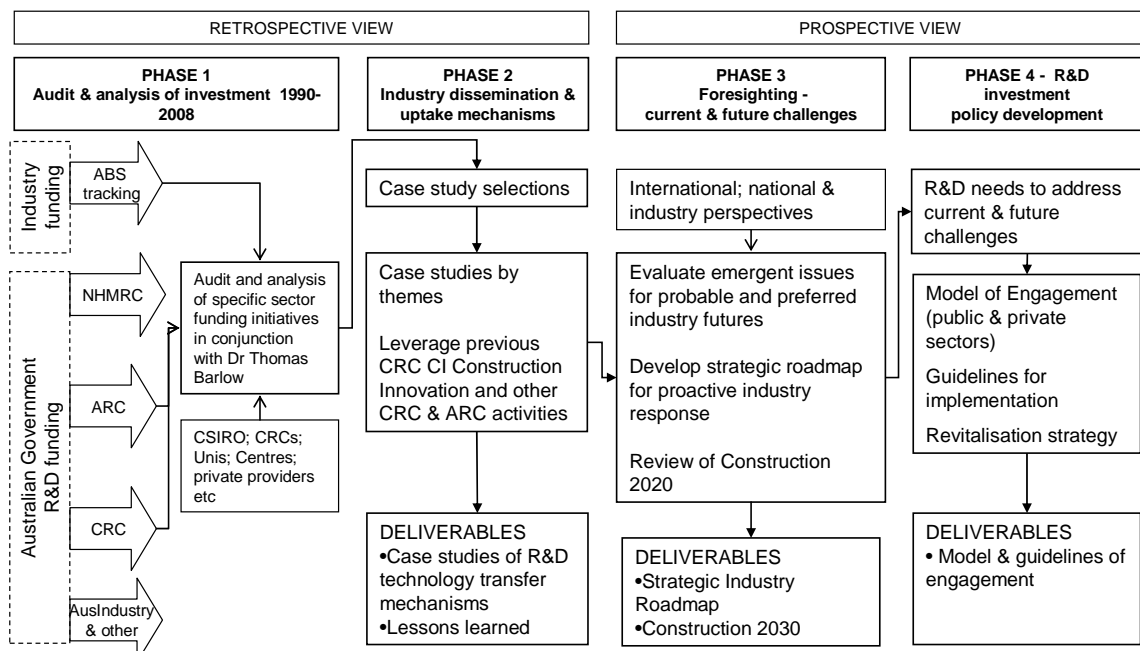 RETROSPECTIVE VIEW
PROSPECTIVE VIEW
PHASE 1
Audit & analysis of investment 1990-
2008
PHASE 2
Industry dissemination &
uptake mechanisms
PHASE 3
Foresighting -
current & future challenges
PHASE 4 - R&D
investment
policy development
Industry
funding
ABS
tracking
Australian Government
R&D funding
NHMRC
ARC
CRC
AusIndustry
& other
Audit and analysis
of specific sector
funding initiatives
in conjunction
with Dr Thomas
Barlow
CSIRO; CRCs;
Unis; Centres;
private providers
etc
Case study selections
Case studies by
themes
Leverage previous
CRC CI Construction
Innovation and other
CRC & ARC activities
DELIVERABLES
•Case studies of R&D
technology transfer
mechanisms
•Lessons learned
International; national &
industry perspectives
Evaluate emergent issues
for probable and preferred
industry futures
Develop strategic roadmap
for proactive industry
response
Review of Construction
2020
DELIVERABLES
•Strategic Industry
Roadmap
•Construction 2030
R&D needs to address
current & future
challenges
Model of Engagement
(public & private
sectors)
Guidelines for
implementation
Revitalisation strategy
DELIVERABLES
• Model & guidelines of
engagement